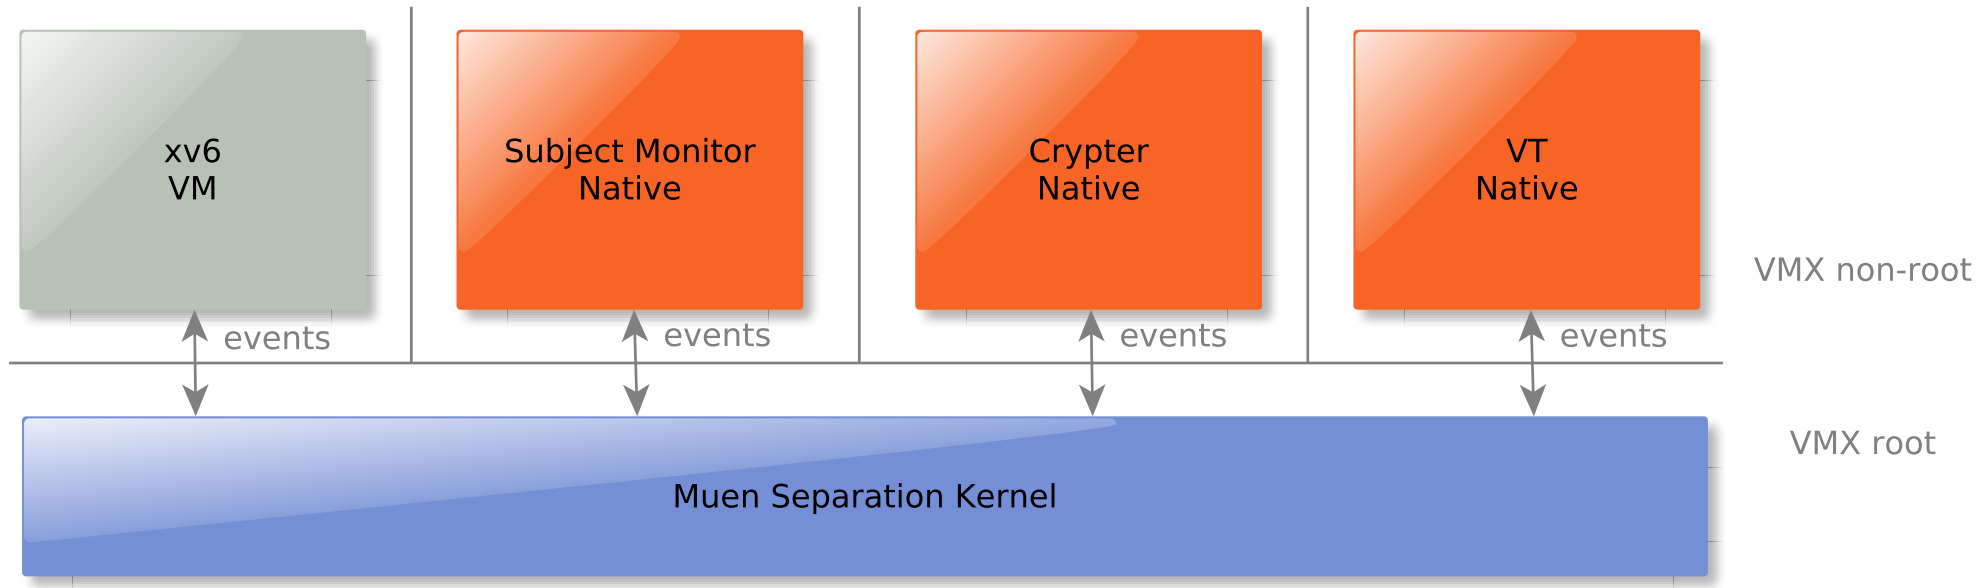 xv6
VM
Subject Monitor
Native
Crypter
Native
VT
Native
VMX non-root
events
events
events
events
VMX root
Muen Separation Kernel